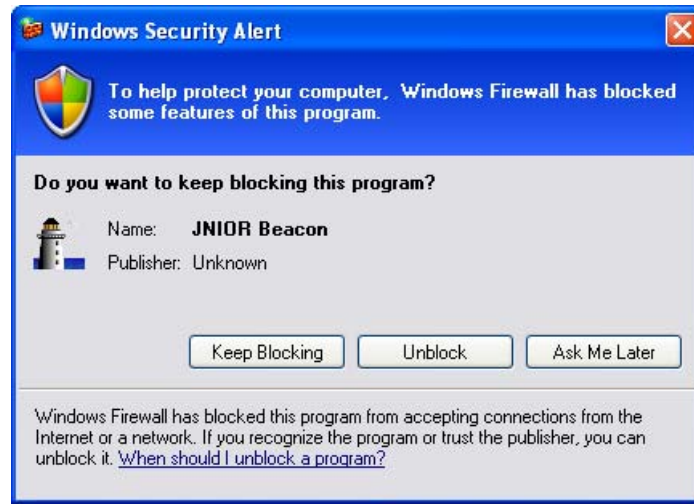 Windows Security Alert
To help protect your computer, Windows Firewall has blocked
some features of this program.
Do you want to keep blocking this program?
Name: JNIOR Beacon
Publisher: Unknown
Keep Blocking Unblock Ask Me Later
Windows Firewall has blocked this program from accepting connections from the
Internet or a network. If you recognize the program or trust the publisher, you can
unblock it. When should I unblock a program?